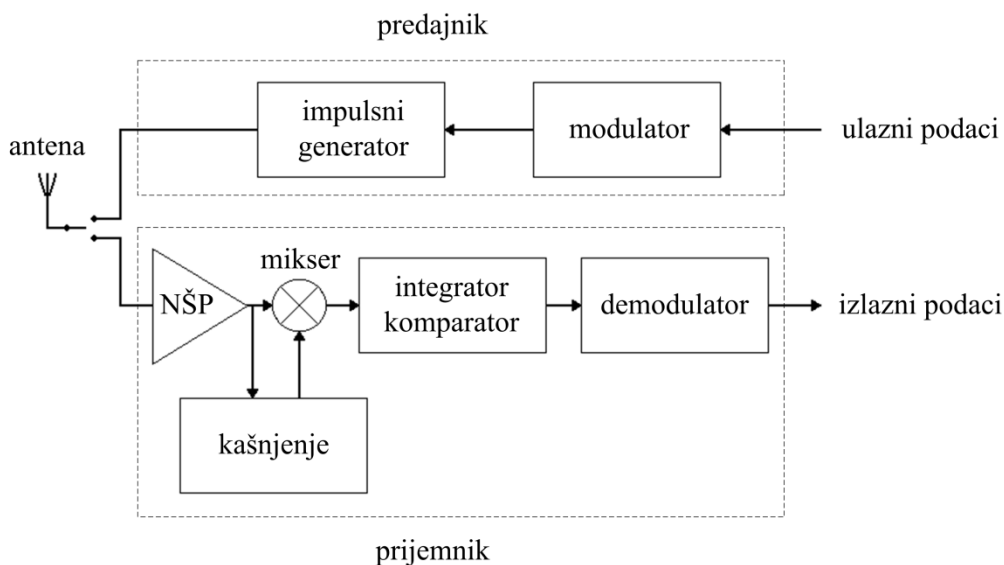 predajnik
impulsni
generator
modulator
ulazni podaci
antena
mikser
NŠP
integrator
komparator
demodulator
izlazni podaci
kašnjenje
prijemnik